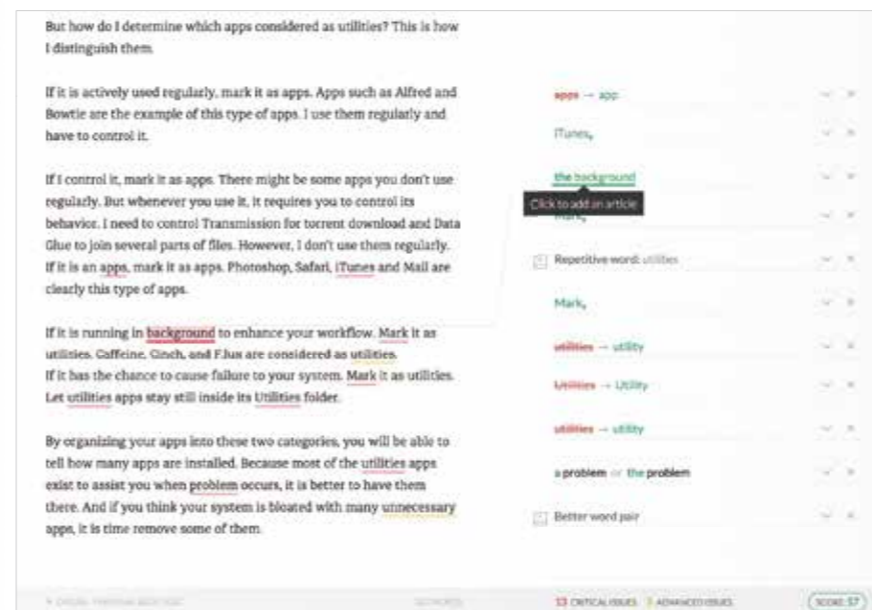 But how do I determine which apps considered as utilities? This is how
I distinguish them.
If it is actively used regularly, mark it as apps. Apps such as Alfred and
Bowtie are the example of this type of apps. I use them regularly and
have to control it.
If I control it, mark it as apps. There might be some apps you don't use
regularly. But whenever you use it, it requires you to control its
behavior. I need to control Transmission for torrent download and Data
Glue to join several parts of files. However, I don't use them regularly.
If it is an apps, mark it as apps. Photoshop, Safari, iTunes and Mail are
clearly this type of apps.
If it is running in background to enhance your workflow. Mark it as
utilities. Caffeine, Cinch, and F.lux are considered as utilities.
If it has the chance to cause failure to your system. Mark it as utilities.
Let utilities apps stay still inside its Utilities folder.
By organizing your apps into these two categories, you will be able to
tell how many apps are installed. Because most of the utilities apps
exist to assist you when problem occurs, it is better to have them
there. And if you think your system is bloated with many unnecessary
apps, it is time remove some of them.
apps → app
iTunes,
the background
Click to add an article
Mark,
Repetitive word: utilities
Mark,
utilities → utility
Utilities → Utility
utilities → utility
a problem or the problem
Better word pair
13 CRITICAL ISSUES 3 ADVANCED ISSUES
SCORE: 57